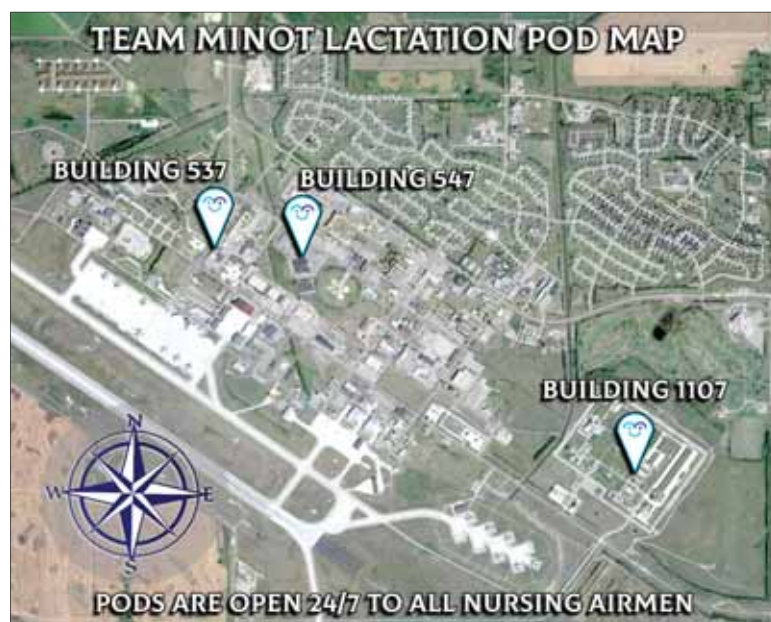 TEAM MINOT LACTATION POD MAP
BUILDING 537
BUILDING 547
BUILDING 1107
N
W
E
S
PODS ARE OPEN 24/7 TO ALL NURSING AIRMEN